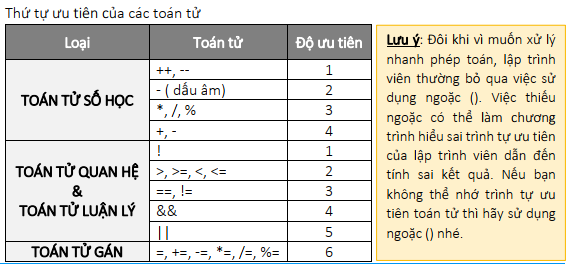 Thứ tự ưu tiên của các toán tử
Loại Toán tử Độ ưu tiên
TOÁN TỬ SỐ HỌC
++, -- 1
- ( dấu âm) 2
*, /, % 3
+, - 4
TOÁN TỬ QUAN HỆ
&
TOÁN TỬ LUẬN LÝ
! 1
>, >=, <, <= 2
==, != 3
&& 4
|| 5
TOÁN TỬ GÁN =, +=, -=, *=, /=, %= 6
Lưu ý: Đôi khi vì muốn xử lý
nhanh phép toán, lập trình
viên thường bỏ qua việc sử
dụng ngoặc (). Việc thiếu
ngoặc có thể làm chương
trình hiểu sai trình tự ưu tiên
của lập trình viên dẫn đến
tính sai kết quả. Nếu bạn
không thể nhớ trình tự ưu
tiên toán tử thì hãy sử dụng
ngoặc () nhé.